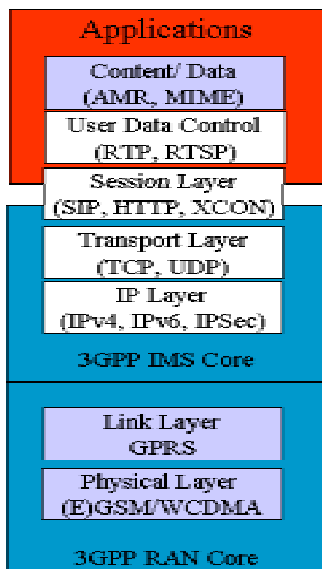 Applications
Content/ Data
(AMR, MIME)
User Data Control
(RTP, RTSP)
Session Layer
(SIP, HTTP, XCON)
Transport Layer
(TCP, UDP)
IP Layer
(IPv4, IPv6, IPSec)
3GPP IMS Core
Link Layer
GPRS
Physical Layer
(E)GSM/WCDMA
3GPP RAN Core